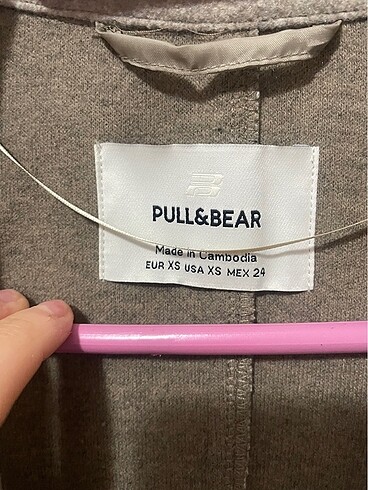 PULL&BEAR
Made in Cambodia
EUR XS USA XS MEX 24